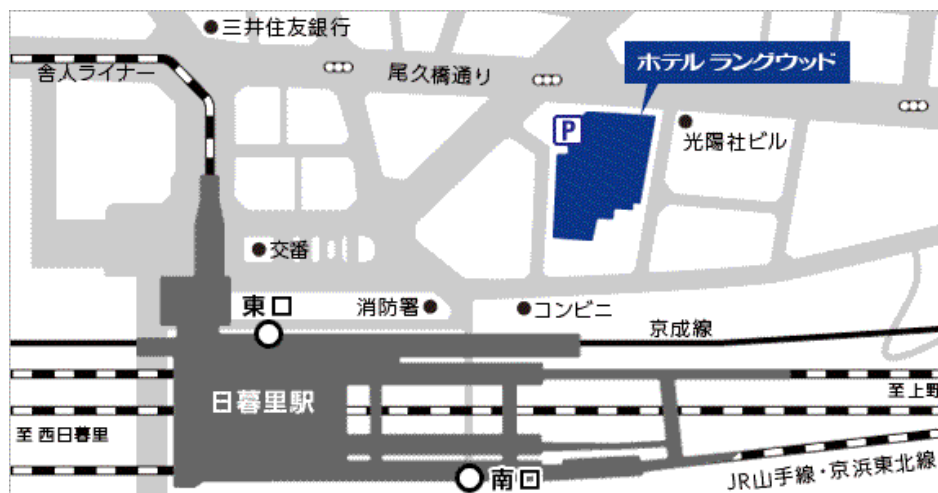 三井住友銀行
舎人ライナー
尾久橋通り
ホテル ラングウッド
P
光陽社ビル
交番
東口
消防署
コンビニ
京成線
日暮里駅
至 上野
至 西日暮里
南口
JR山手線・京浜東北線